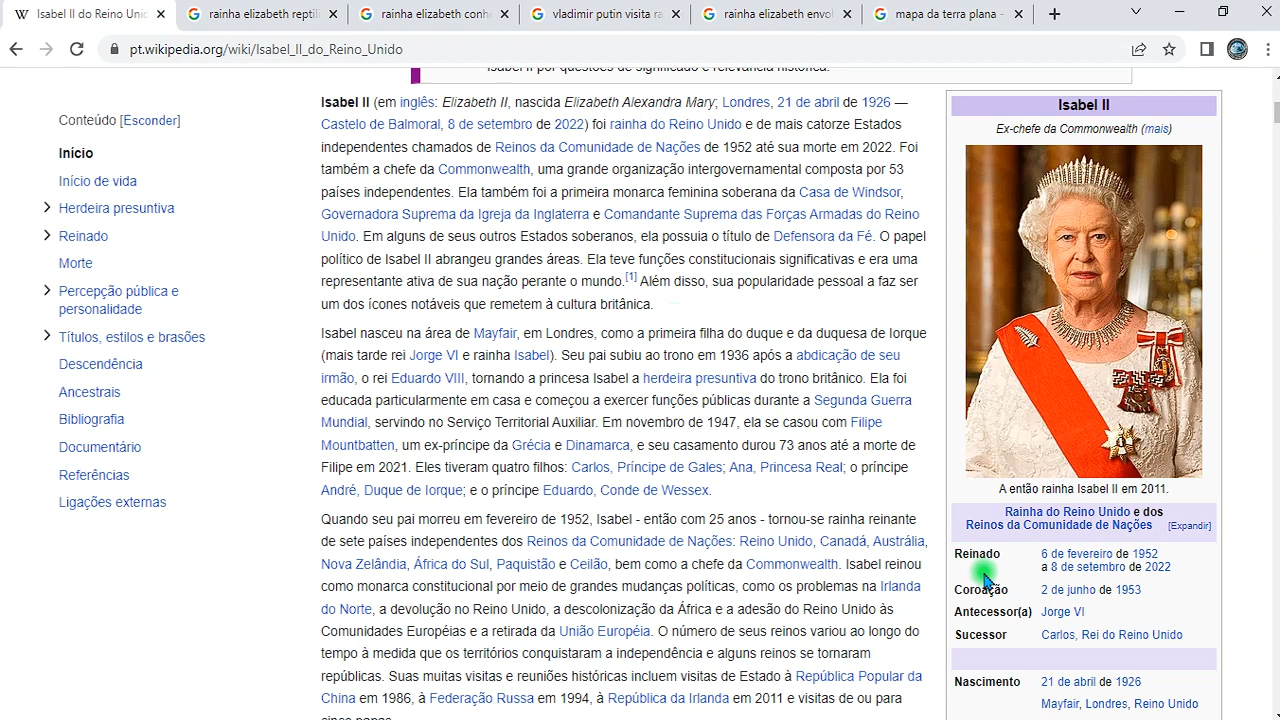 Isabel II do Reino Unic
rainha elizabeth reptili
rainha elizabeth conhe
vladimir putin visita ra
rainha elizabeth envol
mapa da terra plana -
pt.wikipedia.org/wiki/Isabel_II_do_Reino_Unido
Isabel II por questões de significado e relevância histórica.
Conteúdo [Esconder]
Início
Início de vida
Herdeira presuntiva
Reinado
Morte
Percepção pública e
personalidade
Títulos, estilos e brasões
Descendência
Ancestrais
Bibliografia
Documentário
Referências
Ligações externas
Isabel II (em inglês: Elizabeth II, nascida Elizabeth Alexandra Mary; Londres, 21 de abril de 1926 —
Castelo de Balmoral, 8 de setembro de 2022) foi rainha do Reino Unido e de mais catorze Estados
independentes chamados de Reinos da Comunidade de Nações de 1952 até sua morte em 2022. Foi
também a chefe da Commonwealth, uma grande organização intergovernamental composta por 53
países independentes. Ela também foi a primeira monarca feminina soberana da Casa de Windsor,
Governadora Suprema da Igreja da Inglaterra e Comandante Suprema das Forças Armadas do Reino
Unido. Em alguns de seus outros Estados soberanos, ela possuia o título de Defensora da Fé. O papel
político de Isabel II abrangeu grandes áreas. Ela teve funções constitucionais significativas e era uma
representante ativa de sua nação perante o mundo.[1] Além disso, sua popularidade pessoal a faz ser
um dos ícones notáveis que remetem à cultura britânica.
Isabel nasceu na área de Mayfair, em Londres, como a primeira filha do duque e da duquesa de Iorque
(mais tarde rei Jorge VI e rainha Isabel). Seu pai subiu ao trono em 1936 após a abdicação de seu
irmão, o rei Eduardo VIII, tornando a princesa Isabel a herdeira presuntiva do trono britânico. Ela foi
educada particularmente em casa e começou a exercer funções públicas durante a Segunda Guerra
Mundial, servindo no Serviço Territorial Auxiliar. Em novembro de 1947, ela se casou com Filipe
Mountbatten, um ex-príncipe da Grécia e Dinamarca, e seu casamento durou 73 anos até a morte de
Filipe em 2021. Eles tiveram quatro filhos: Carlos, Príncipe de Gales; Ana, Princesa Real; o príncipe
André, Duque de Iorque; e o príncipe Eduardo, Conde de Wessex.
Quando seu pai morreu em fevereiro de 1952, Isabel - então com 25 anos - tornou-se rainha reinante
de sete países independentes dos Reinos da Comunidade de Nações: Reino Unido, Canadá, Austrália,
Nova Zelândia, África do Sul, Paquistão e Ceilão, bem como a chefe da Commonwealth. Isabel reinou
como monarca constitucional por meio de grandes mudanças políticas, como os problemas na Irlanda
do Norte, a devolução no Reino Unido, a descolonização da África e a adesão do Reino Unido às
Comunidades Européias e a retirada da União Européia. O número de seus reinos variou ao longo do
tempo à medida que os territórios conquistaram a independência e alguns reinos se tornaram
repúblicas. Suas muitas visitas e reuniões históricas incluem visitas de Estado à República Popular da
China em 1986, à Federação Russa em 1994, à República da Irlanda em 2011 e visitas de ou para
cinco papas.
Isabel II
Ex-chefe da Commonwealth (mais)
A então rainha Isabel II em 2011.
Rainha do Reino Unido e dos
Reinos da Comunidade de Nações [Expandir]
Reinado 6 de fevereiro de 1952
a 8 de setembro de 2022
Coroação 2 de junho de 1953
Antecessor(a) Jorge VI
Sucessor Carlos, Rei do Reino Unido
Nascimento 21 de abril de 1926
Mayfair, Londres, Reino Unido